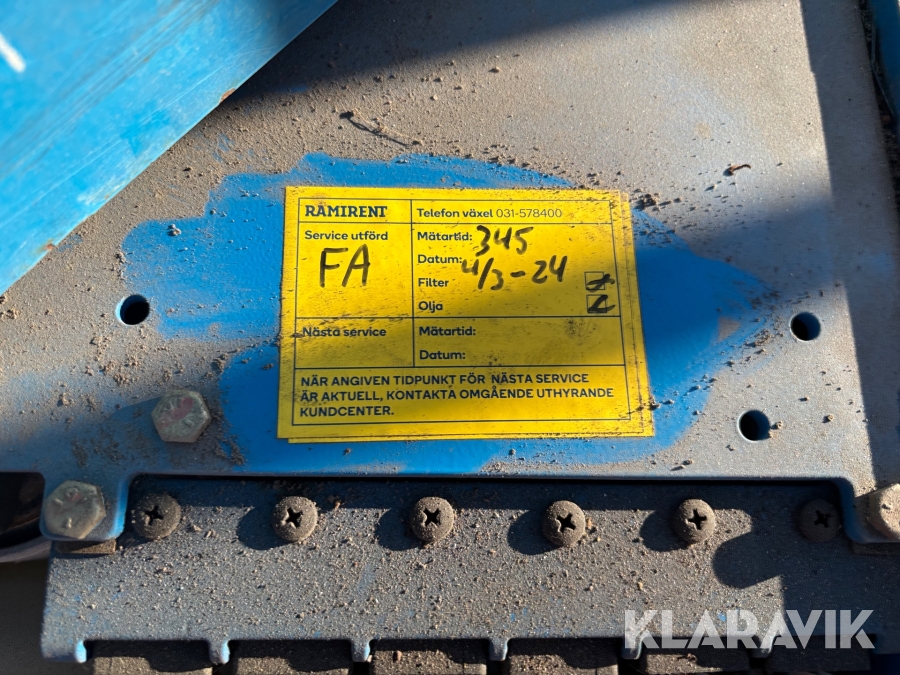 RAMIRENT
Telefon växel 031-578400
Service utförd
FA
Mätartid: 345
Datum: 4/3-24
Filter
Olja
Nästa service
Mätartid:
Datum:
NÄR ANGIVEN TIDPUNKT FÖR NÄSTA SERVICE
ÄR AKTUELL, KONTAKTA OMGÅENDE UTHYRANDE
KUNDCENTER.
KLARAVIK